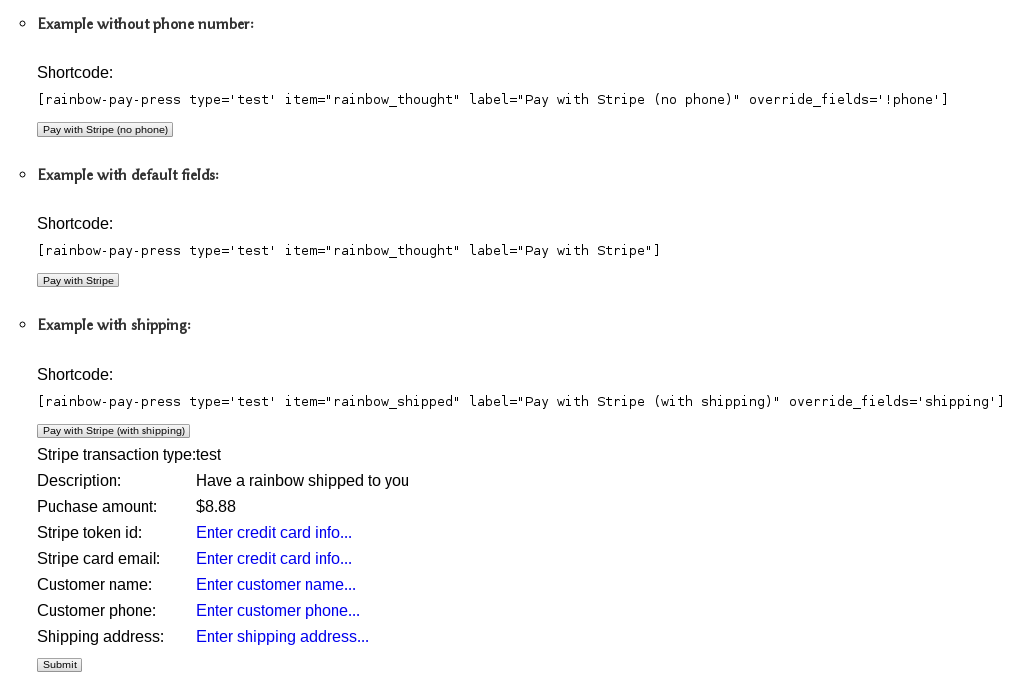 Example without phone number:
Shortcode:
[rainbow-pay-press type='test' item="rainbow_thought" label="Pay with Stripe (no phone)" override_fields='!phone']
Pay with Stripe (no phone)
Example with default fields:
Shortcode:
[rainbow-pay-press type='test' item="rainbow_thought" label="Pay with Stripe"]
Pay with Stripe
Example with shipping:
Shortcode:
[rainbow-pay-press type='test' item="rainbow_shipped" label="Pay with Stripe (with shipping)" override_fields='shipping']
Pay with Stripe (with shipping)
Stripe transaction type:test
Description: Have a rainbow shipped to you
Puchase amount: $8.88
Stripe token id: Enter credit card info...
Stripe card email: Enter credit card info...
Customer name: Enter customer name...
Customer phone: Enter customer phone...
Shipping address: Enter shipping address...
Submit